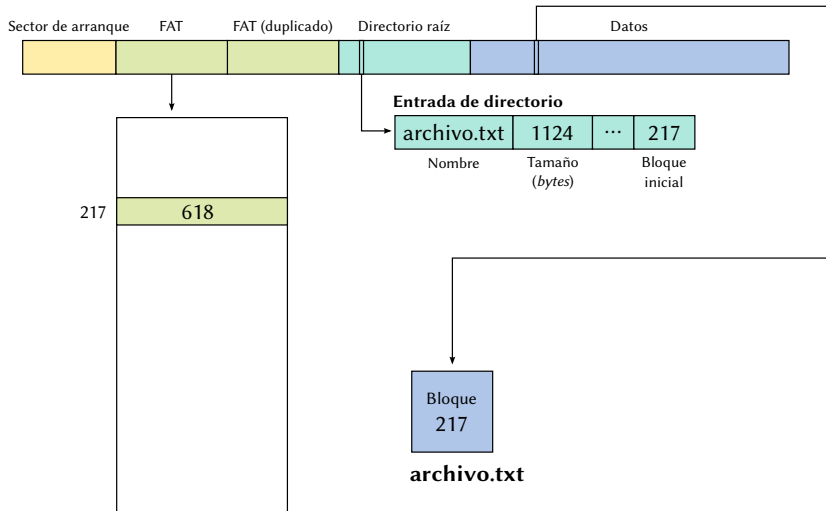 Sector de arranque
FAT
FAT (duplicado)
Directorio raíz
Datos
Entrada de directorio
archivo.txt
1124
...
217
Nombre
Tamaño
(bytes)
Bloque
inicial
217
618
Bloque
217
archivo.txt